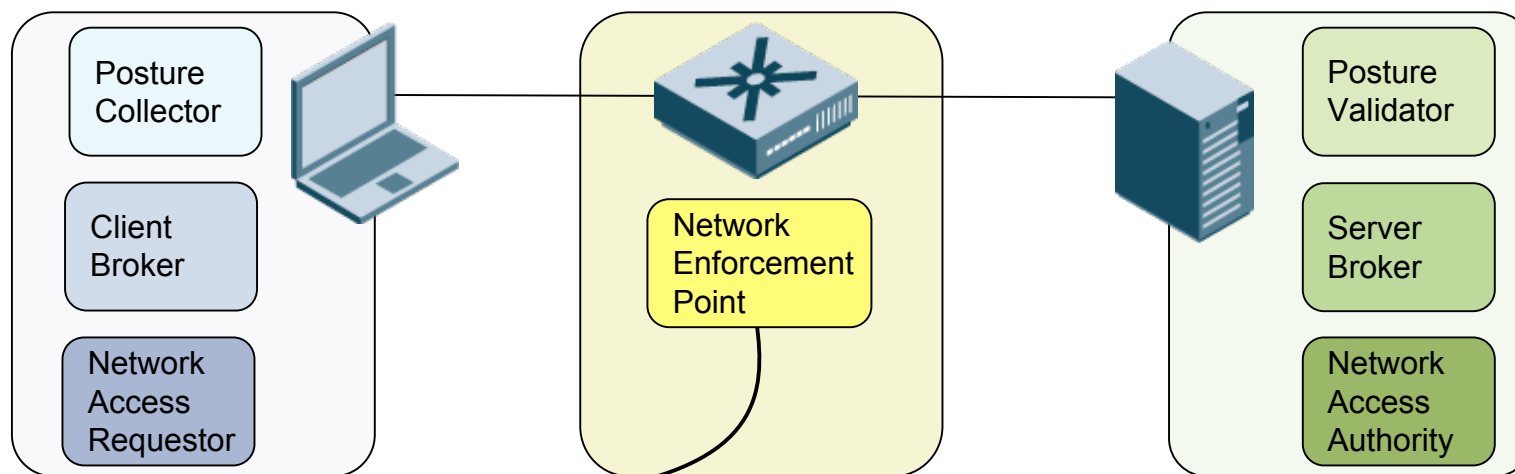 Posture
Collector
Client
Broker
Network
Access
Requestor
Network
Enforcement
Point
Posture
Validator
Server
Broker
Network
Access
Authority